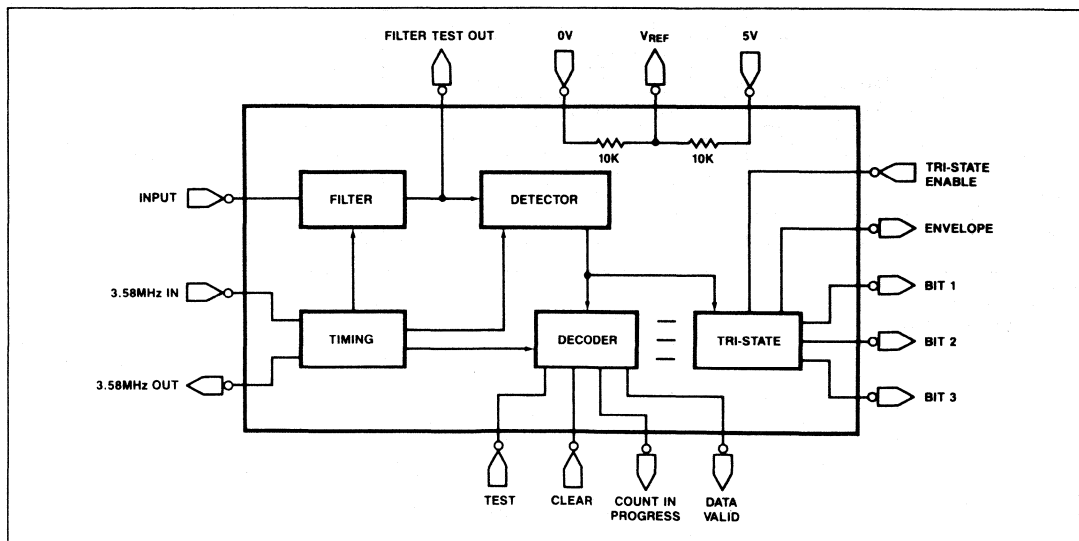 FILTER TEST OUT
0V
VREF
5V
10K
10K
TRI-STATE
ENABLE
INPUT
FILTER
DETECTOR
ENVELOPE
3.58MHz IN
BIT 1
TIMING
DECODER
TRI-STATE
BIT 2
3.58MHz OUT
BIT 3
TEST
CLEAR
COUNT IN
PROGRESS
DATA
VALID